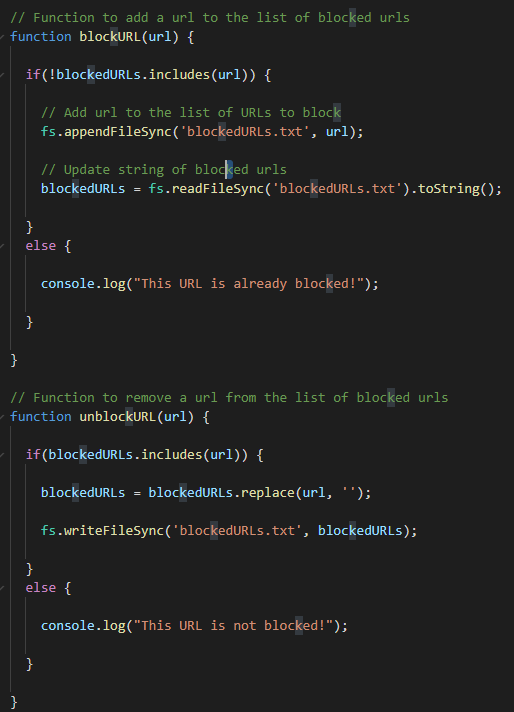 // Function to add a url to the list of blocked urls
function blockURL(url) {
if(!blockedURLs.includes(url)) {
// Add url to the list of URLs to block
fs.appendFileSync('blockedURLs.txt', url);
// Update string of blocked urls
blockedURLs = fs.readFileSync('blockedURLs.txt').toString();
}
else {
console.log("This URL is already blocked!");
}
}
// Function to remove a url from the list of blocked urls
function unblockURL(url) {
if(blockedURLs.includes(url)) {
blockedURLs = blockedURLs.replace(url, '');
fs.writeFileSync('blockedURLs.txt', blockedURLs);
}
else {
console.log("This URL is not blocked!");
}
}